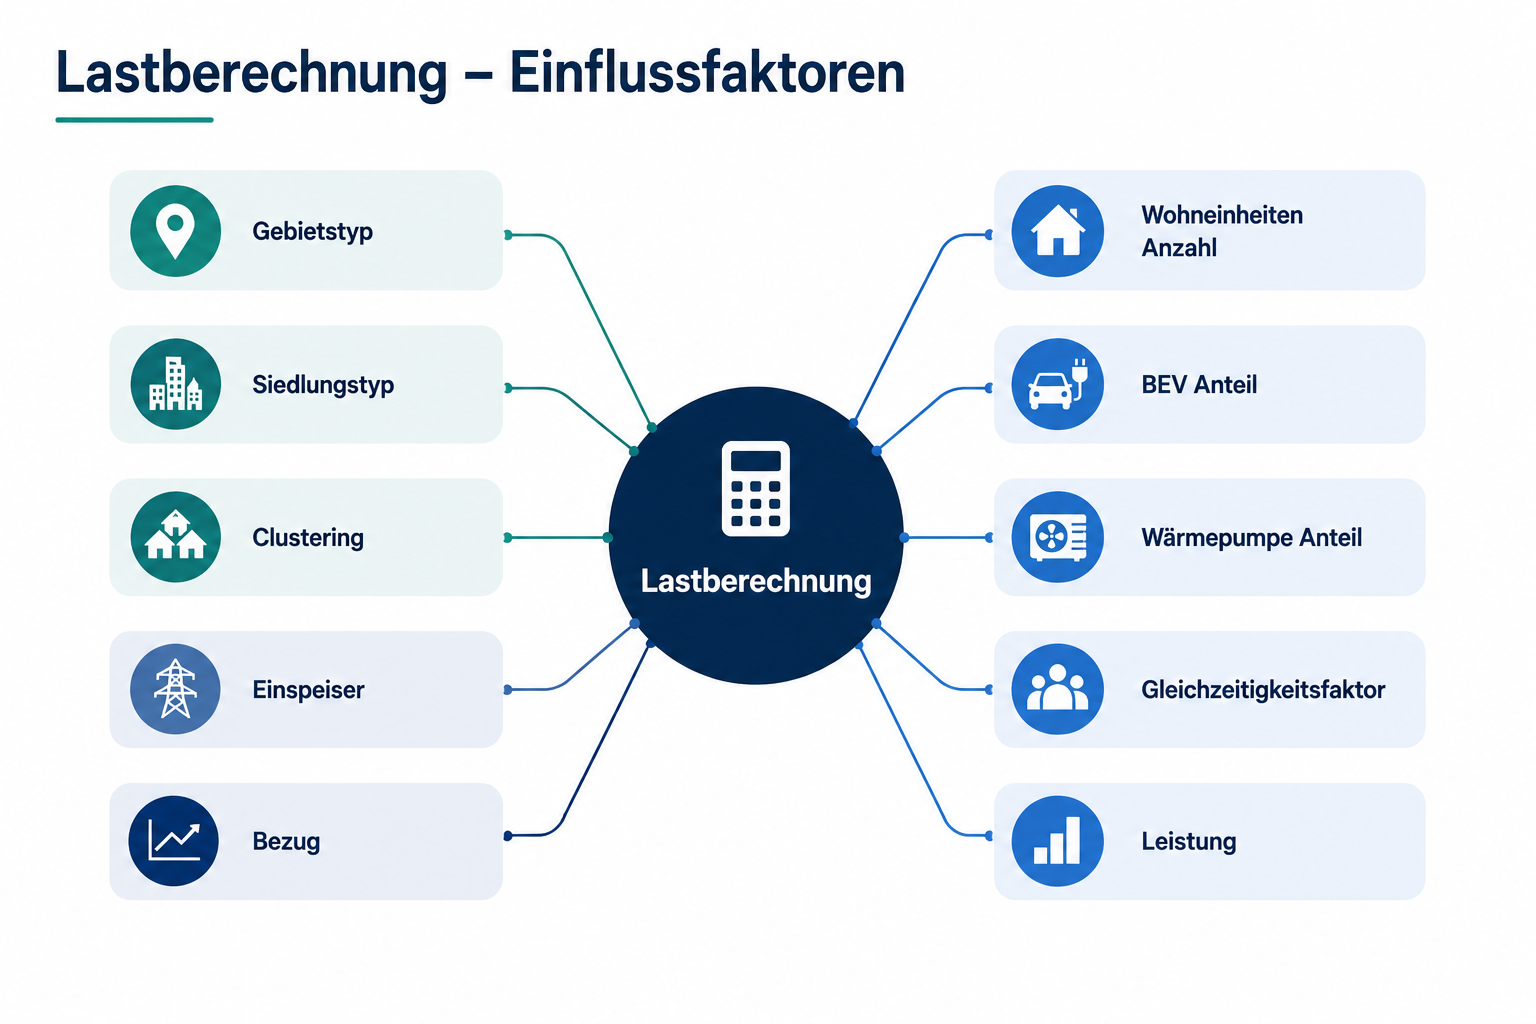 Lastberechnung – Einflussfaktoren
Gebietstyp
Siedlungstyp
Clustering
Einspeiser
Bezug
Lastberechnung
Wohneinheiten
Anzahl
BEV Anteil
Wärmepumpe Anteil
Gleichzeitigkeitsfaktor
Leistung